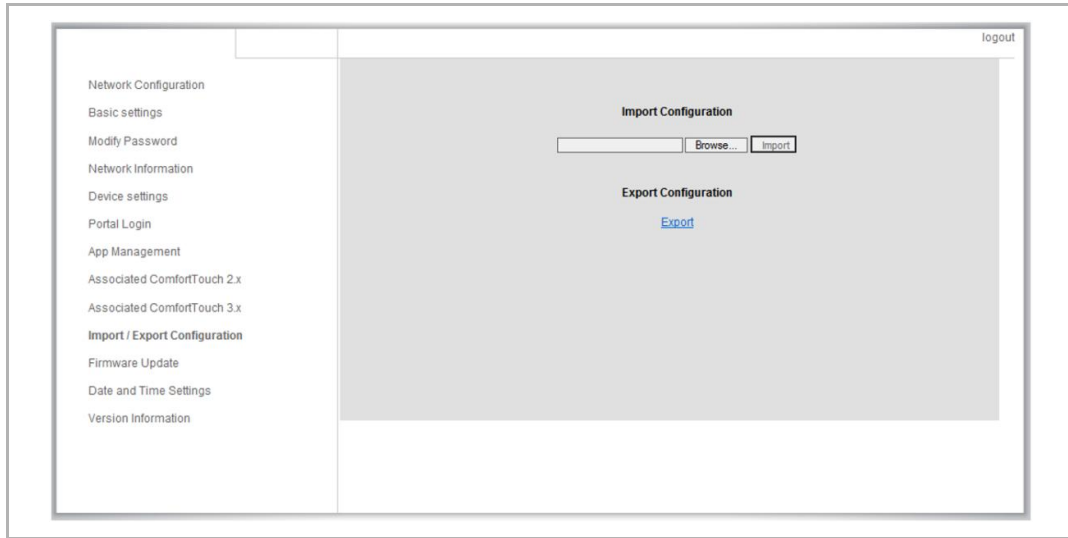 logout
Network Configuration
Basic settings
Modify Password
Network Information
Device settings
Portal Login
App Management
Associated ComfortTouch 2.x
Associated ComfortTouch 3.x
Import / Export Configuration
Firmware Update
Date and Time Settings
Version Information
Import Configuration
Browse... Import
Export Configuration
Export